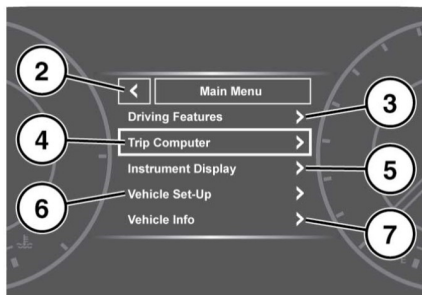 2
< Main Menu
Driving Features >
3
4
Trip Computer >
Instrument Display >
5
6
Vehicle Set-Up >
Vehicle Info >
7